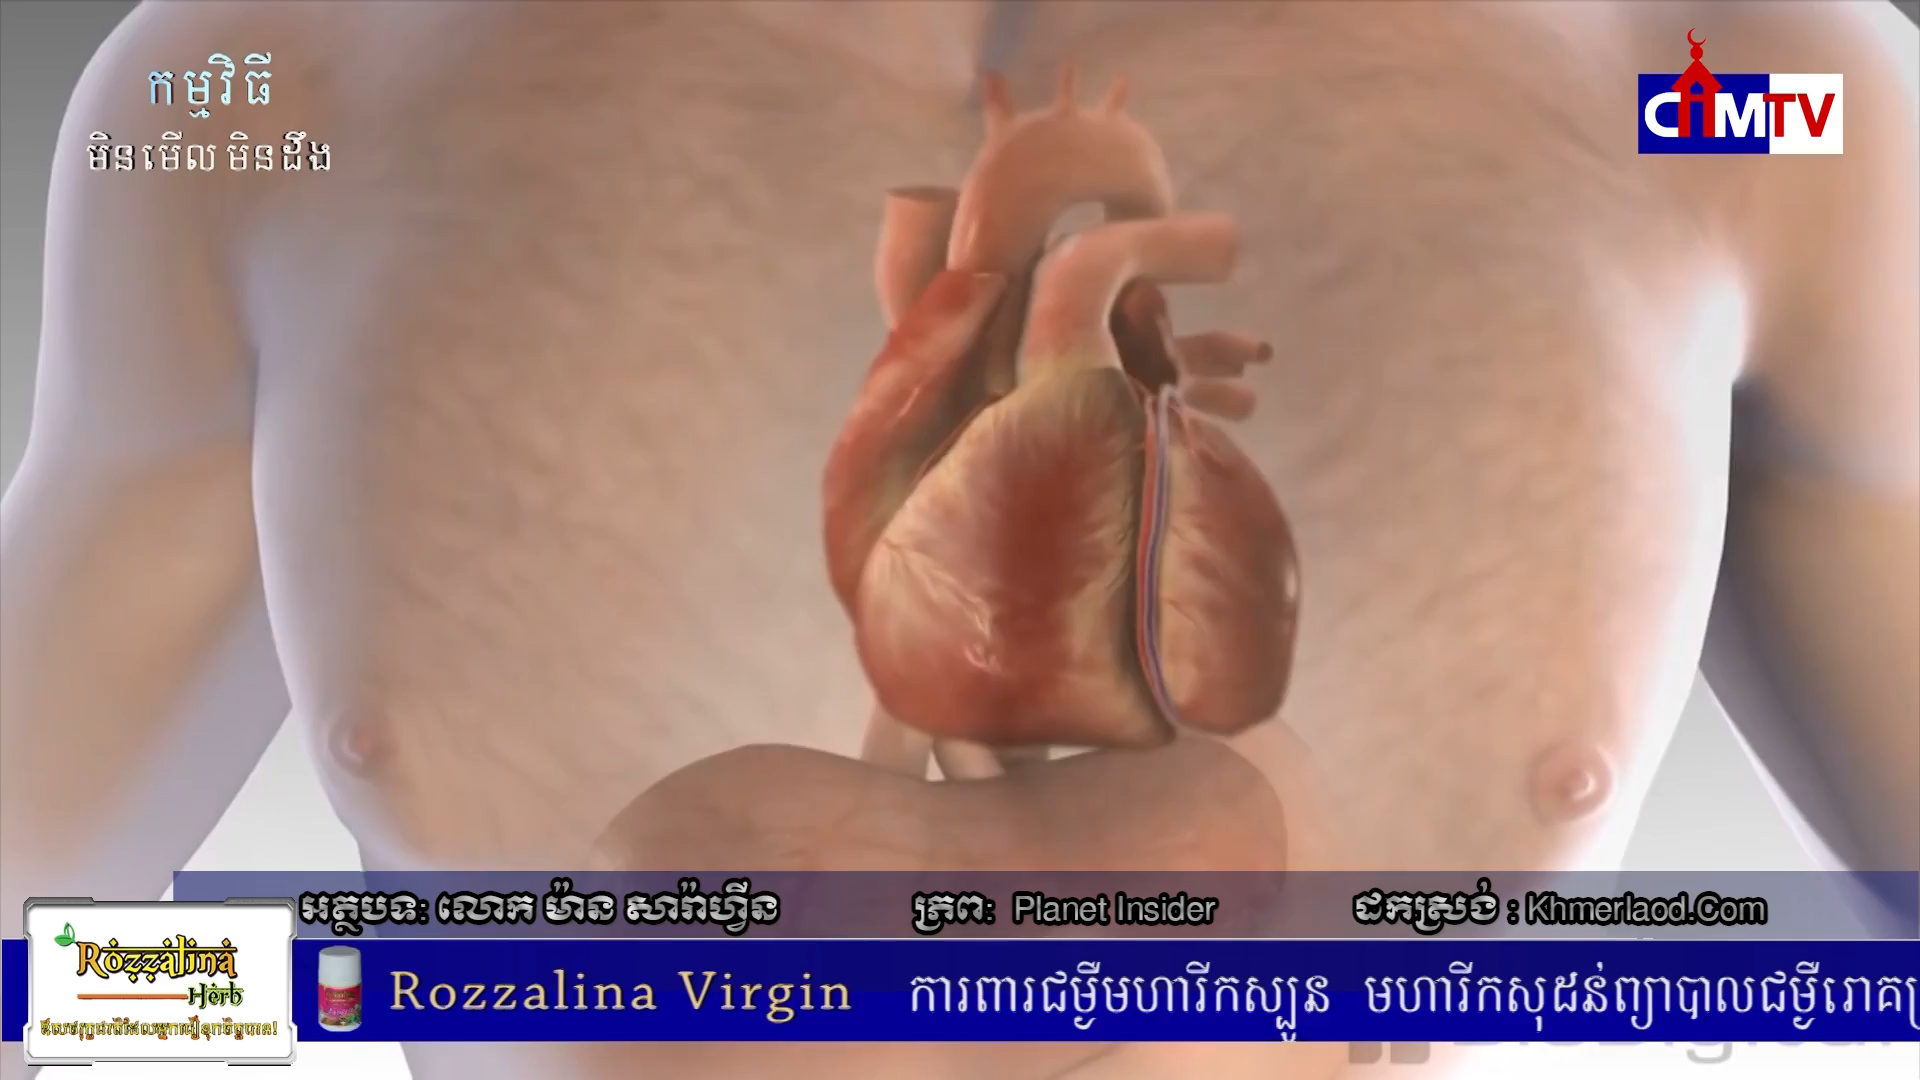 កម្មវិធី
មិនមើល មិនដឹង
CAMTV
អត្ថបទ: លោក ម៉ាន សារ៉ាហ្វីន ភ្រព: Planet Insider ដកស្រង់ : Khmerlaod.Com
Rozzalina
Herb
Rozzalina Virgin ការពារជម្ងឺមហារីកស្បូន មហារីកសុដន់ព្យាបាលជម្ងឺរោគ